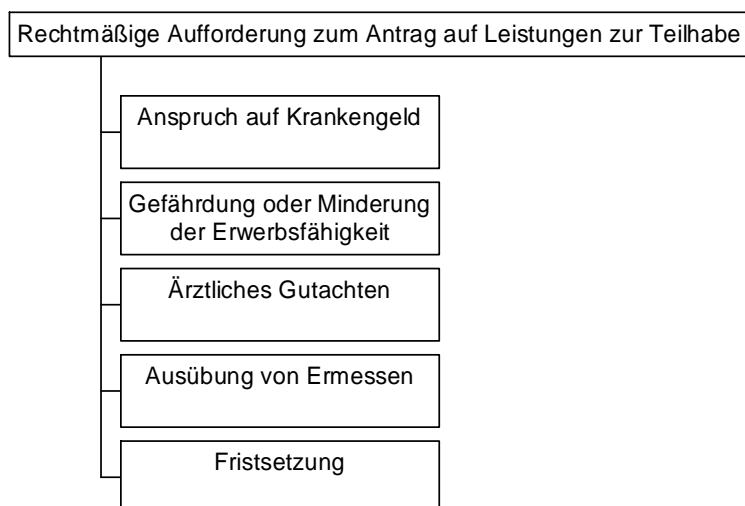 Rechtmäßige Aufforderung zum Antrag auf Leistungen zur Teilhabe
Anspruch auf Krankengeld
Gefährdung oder Minderung
der Erwerbsfähigkeit
Ärztliches Gutachten
Ausübung von Ermessen
Fristsetzung